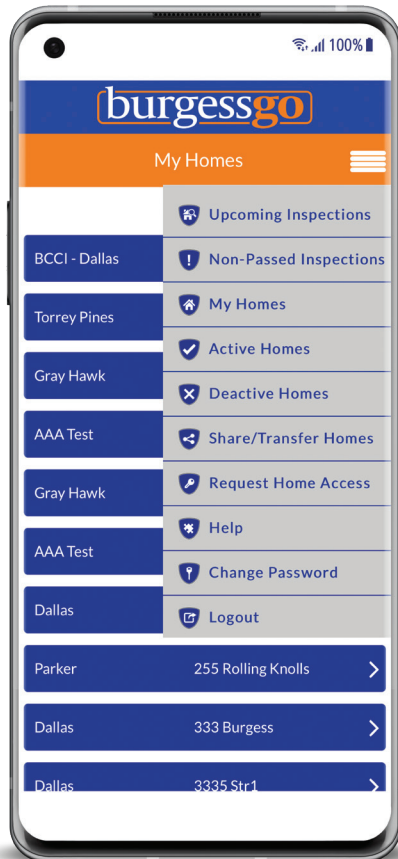 100%
burgessgo
My Homes
Upcoming Inspections
BCCI - Dallas
Non-Passed Inspections
Torrey Pines
My Homes
Active Homes
Gray Hawk
Deactive Homes
AAA Test
Share/Transfer Homes
Gray Hawk
Request Home Access
AAA Test
Help
Change Password
Dallas
Logout
Parker 255 Rolling Knolls
Dallas 333 Burgess
Dallas 3335 Str1